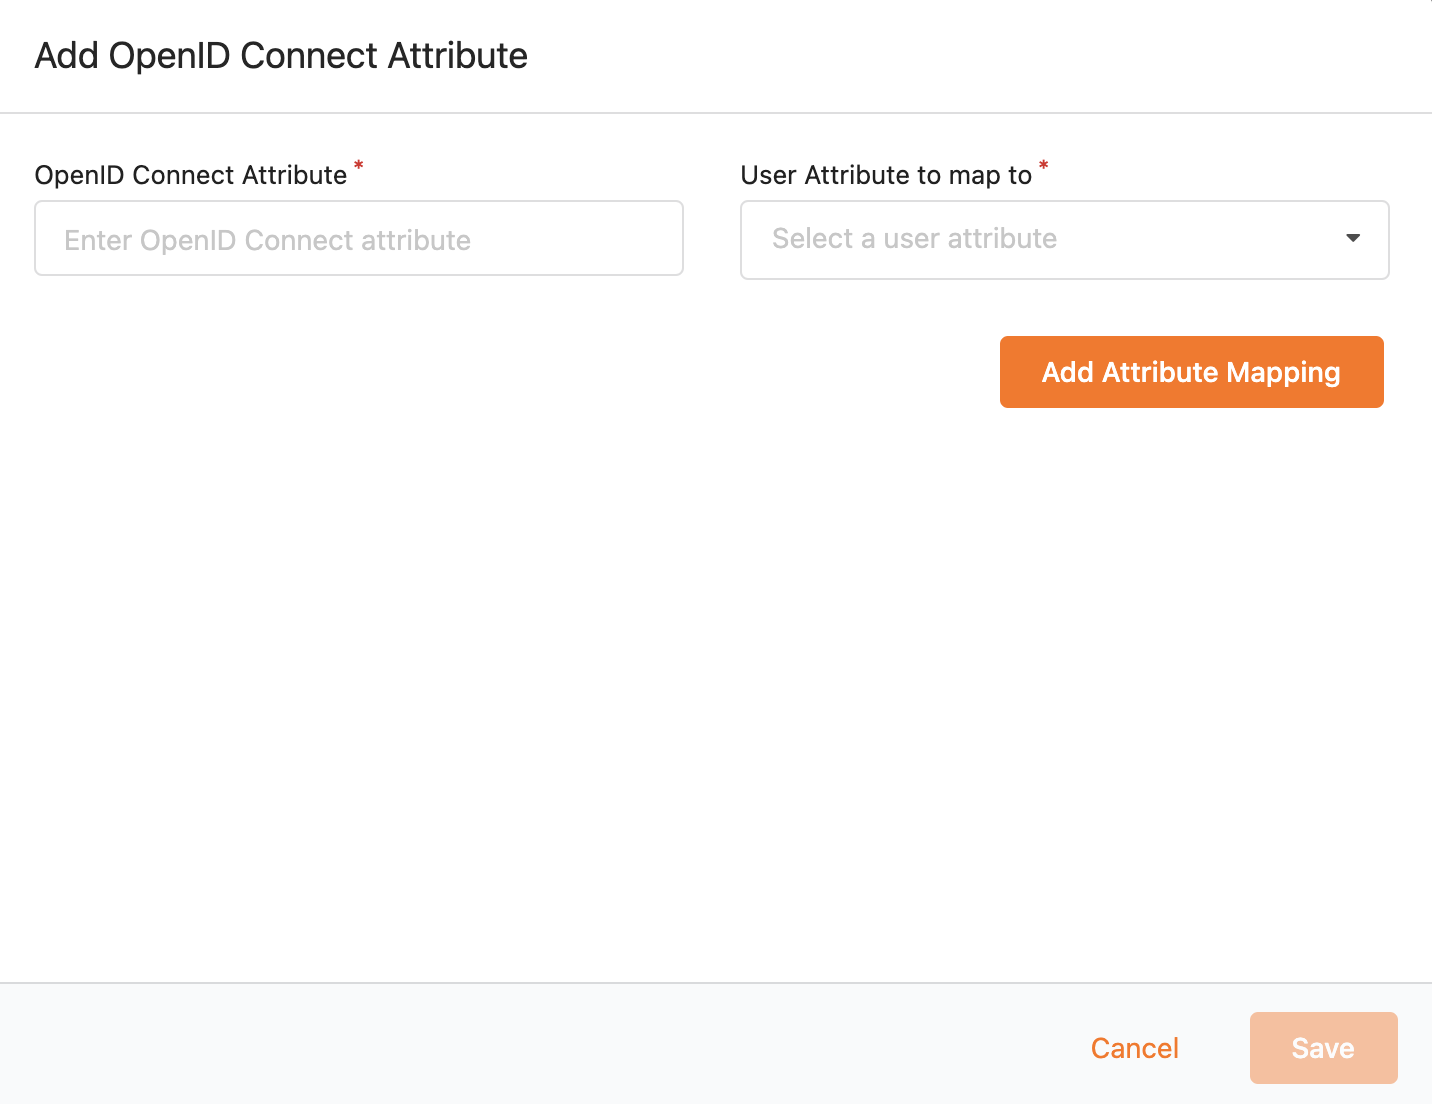 Add OpenID Connect Attribute
OpenID Connect Attribute *
User Attribute to map to *
Enter OpenID Connect attribute
Select a user attribute
Add Attribute Mapping
Cancel
Save